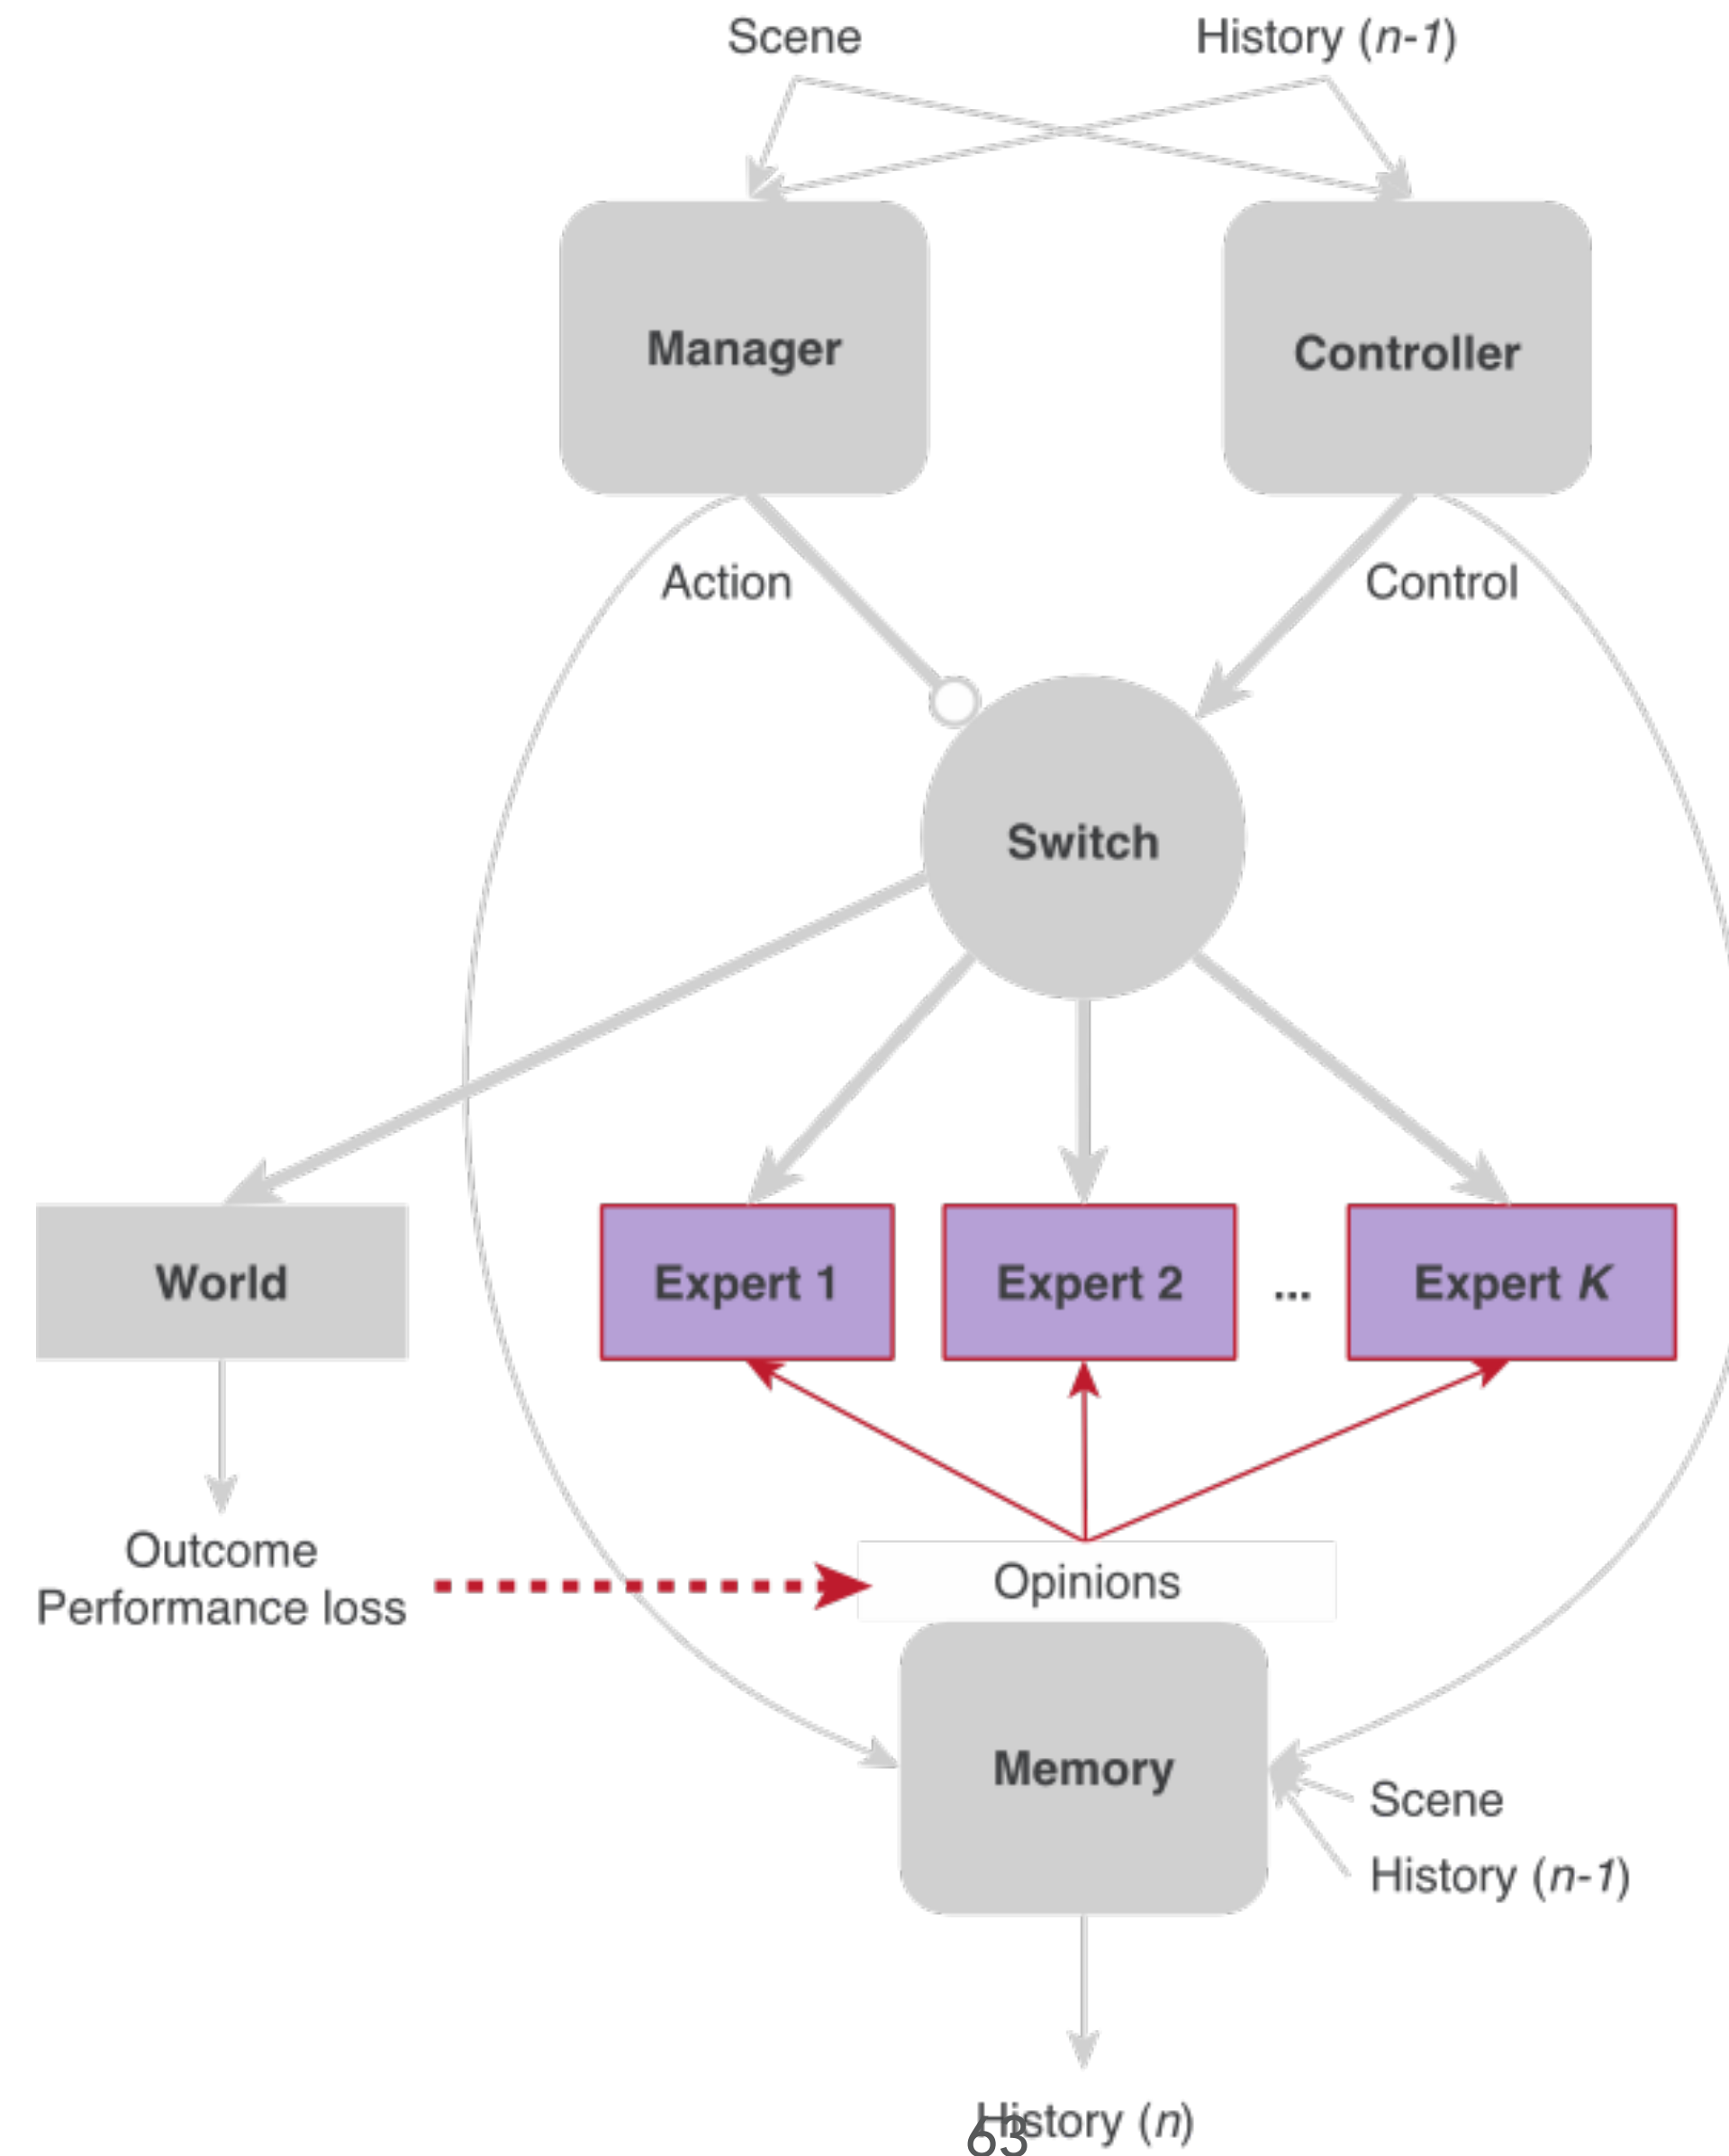 Scene
History (n-1)
Manager
Controller
Action
Control
Switch
World
Expert 1
Expert 2
...
Expert K
Outcome
Performance loss
Opinions
Memory
Scene
History (n-1)
History (n)
63